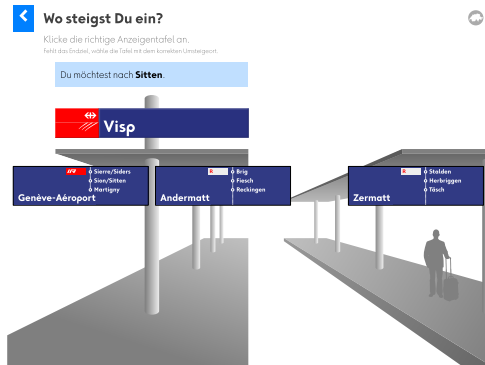 Wo steigst Du ein?
Klicke die richtige Anzeigentafel an.
Fehlt das Endziel, wähle die Tafel mit dem korrekten Umsteigeort.
Du möchtest nach Sitten.
Visp
IR
Sierre/Siders
Sion/Sitten
Martigny
Genève-Aéroport
R
Brig
Fiesch
Reckingen
Andermatt
R
Stalden
Herbriggen
Täsch
Zermatt